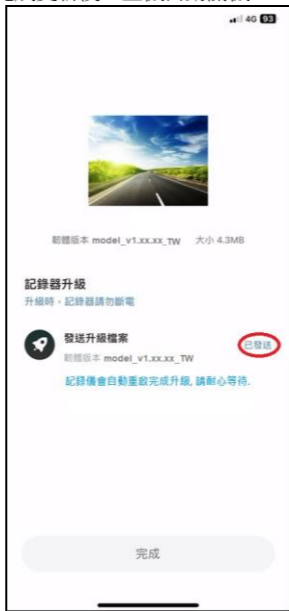 4G 93
韌體版本 model_v1.xx.xx_TW 大小 4.3MB
記錄器升級
升級時，記錄器請勿斷電
發送升級檔案
已發送
韌體版本 model_v1.xx.xx_TW
記錄儀會自動重啟完成升級, 請耐心等待.
完成